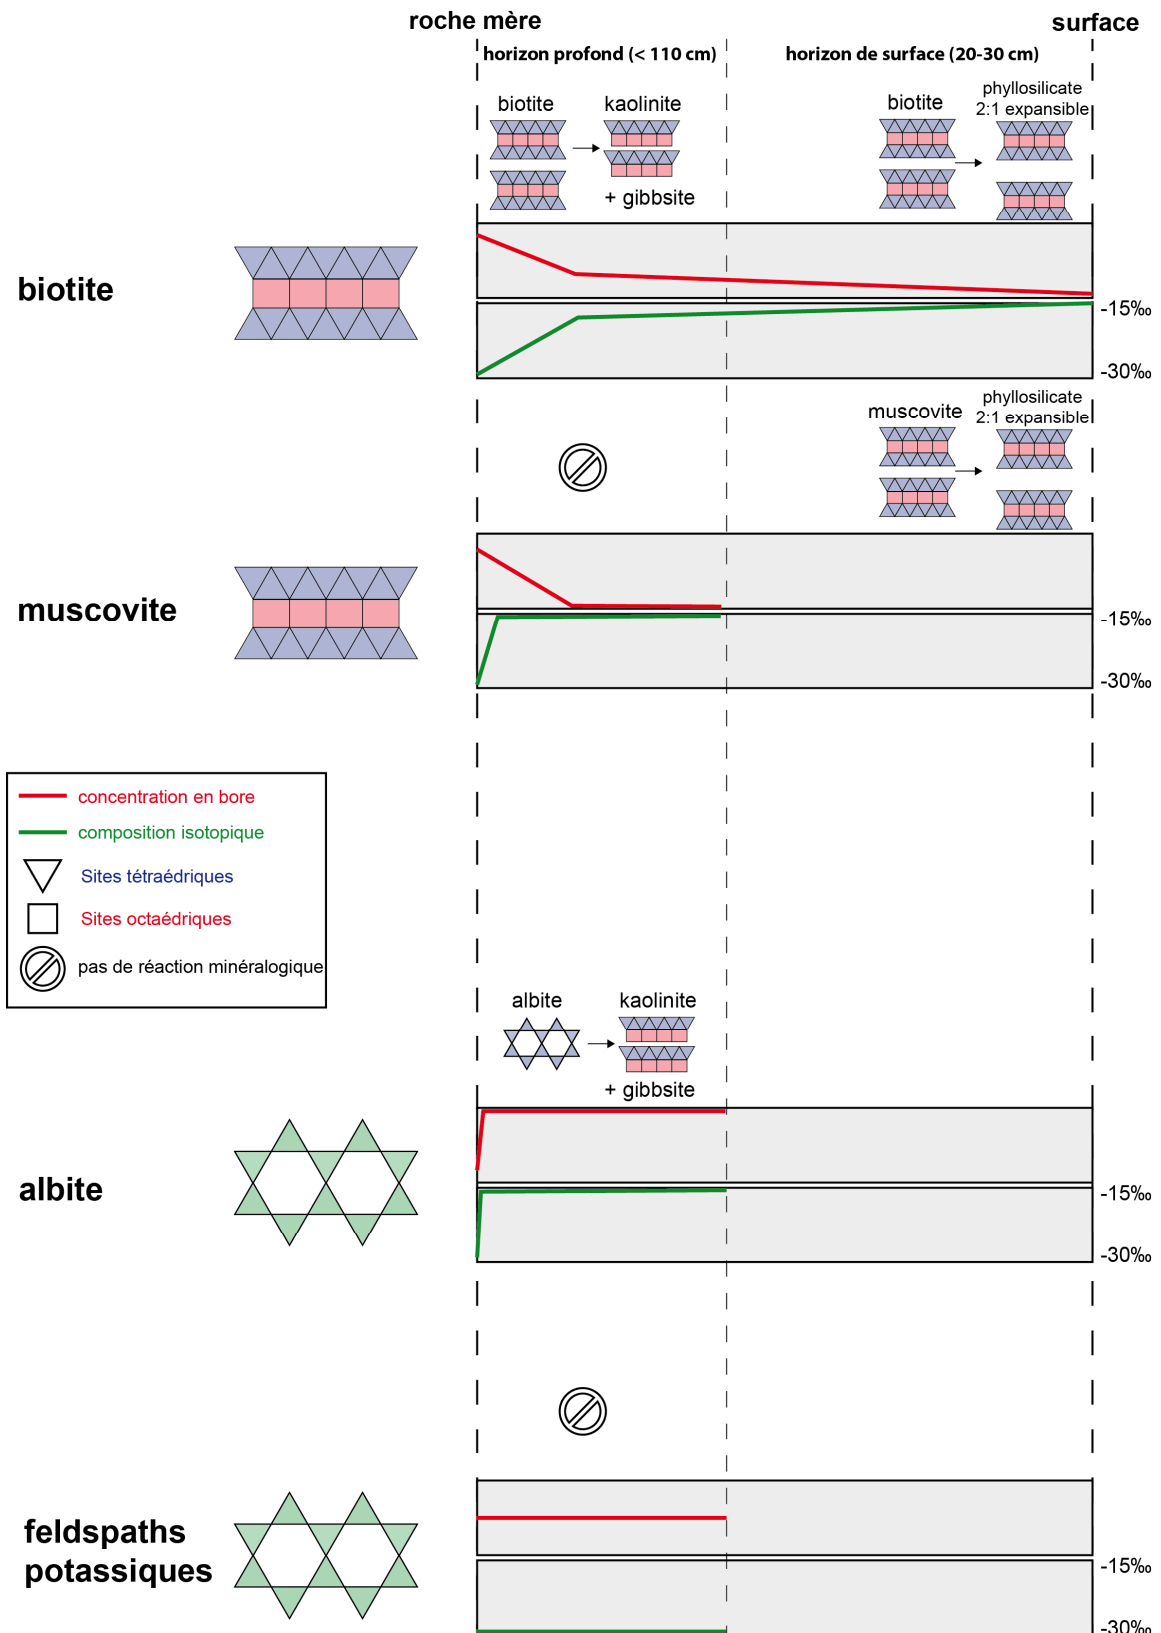 roche mère
surface
horizon profond (< 110 cm)
horizon de surface (20-30 cm)
biotite
kaolinite
+ gibbsite
biotite
phyllosilicate
2:1 expansible
biotite
-15‰
-30‰
muscovite
phyllosilicate
2:1 expansible
muscovite
-15‰
-30‰
concentration en bore
composition isotopique
Sites tétraédriques
Sites octaédriques
pas de réaction minéralogique
albite
kaolinite
+ gibbsite
albite
-15‰
-30‰
feldspaths
potassiques
-15‰
-30‰